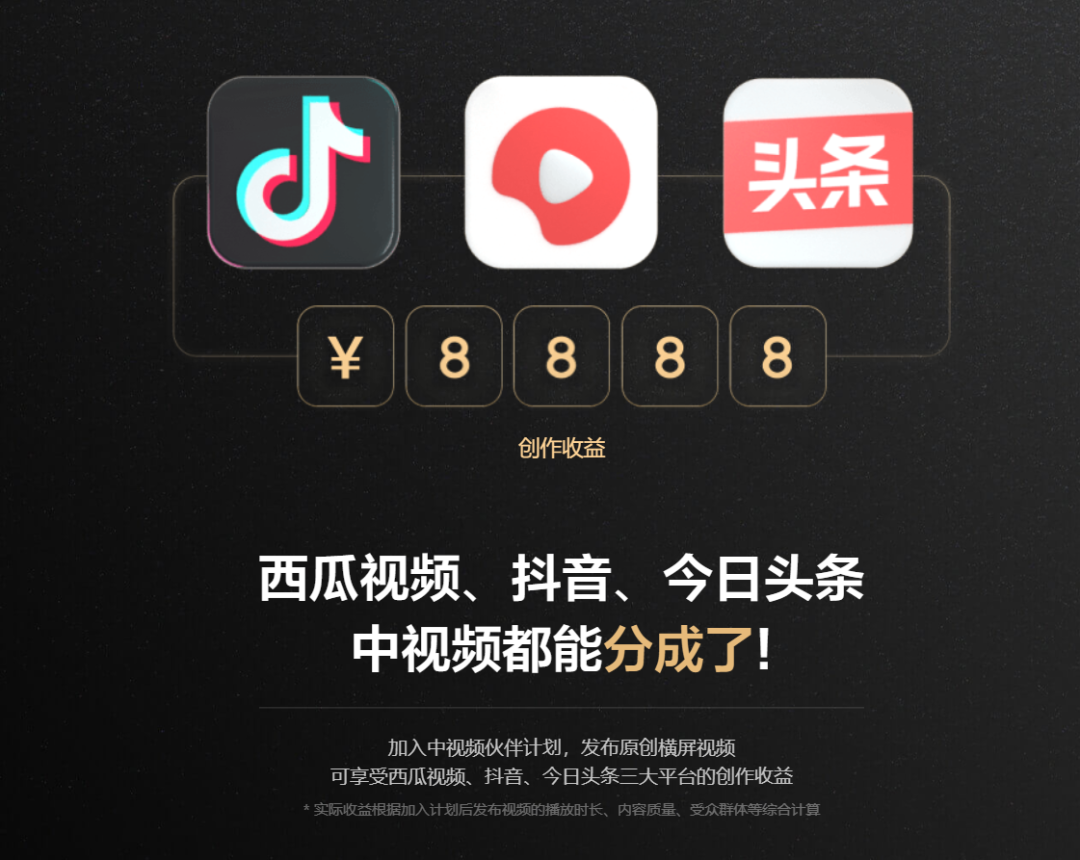 头条
¥ 8 8 8 8
创作收益
西瓜视频、抖音、今日头条
中视频都能分成了!
加入中视频伙伴计划，发布原创横屏视频
可享受西瓜视频、抖音、今日头条三大平台的创作收益
* 实际收益根据加入计划后发布视频的播放时长、内容质量、受众群体等综合计算